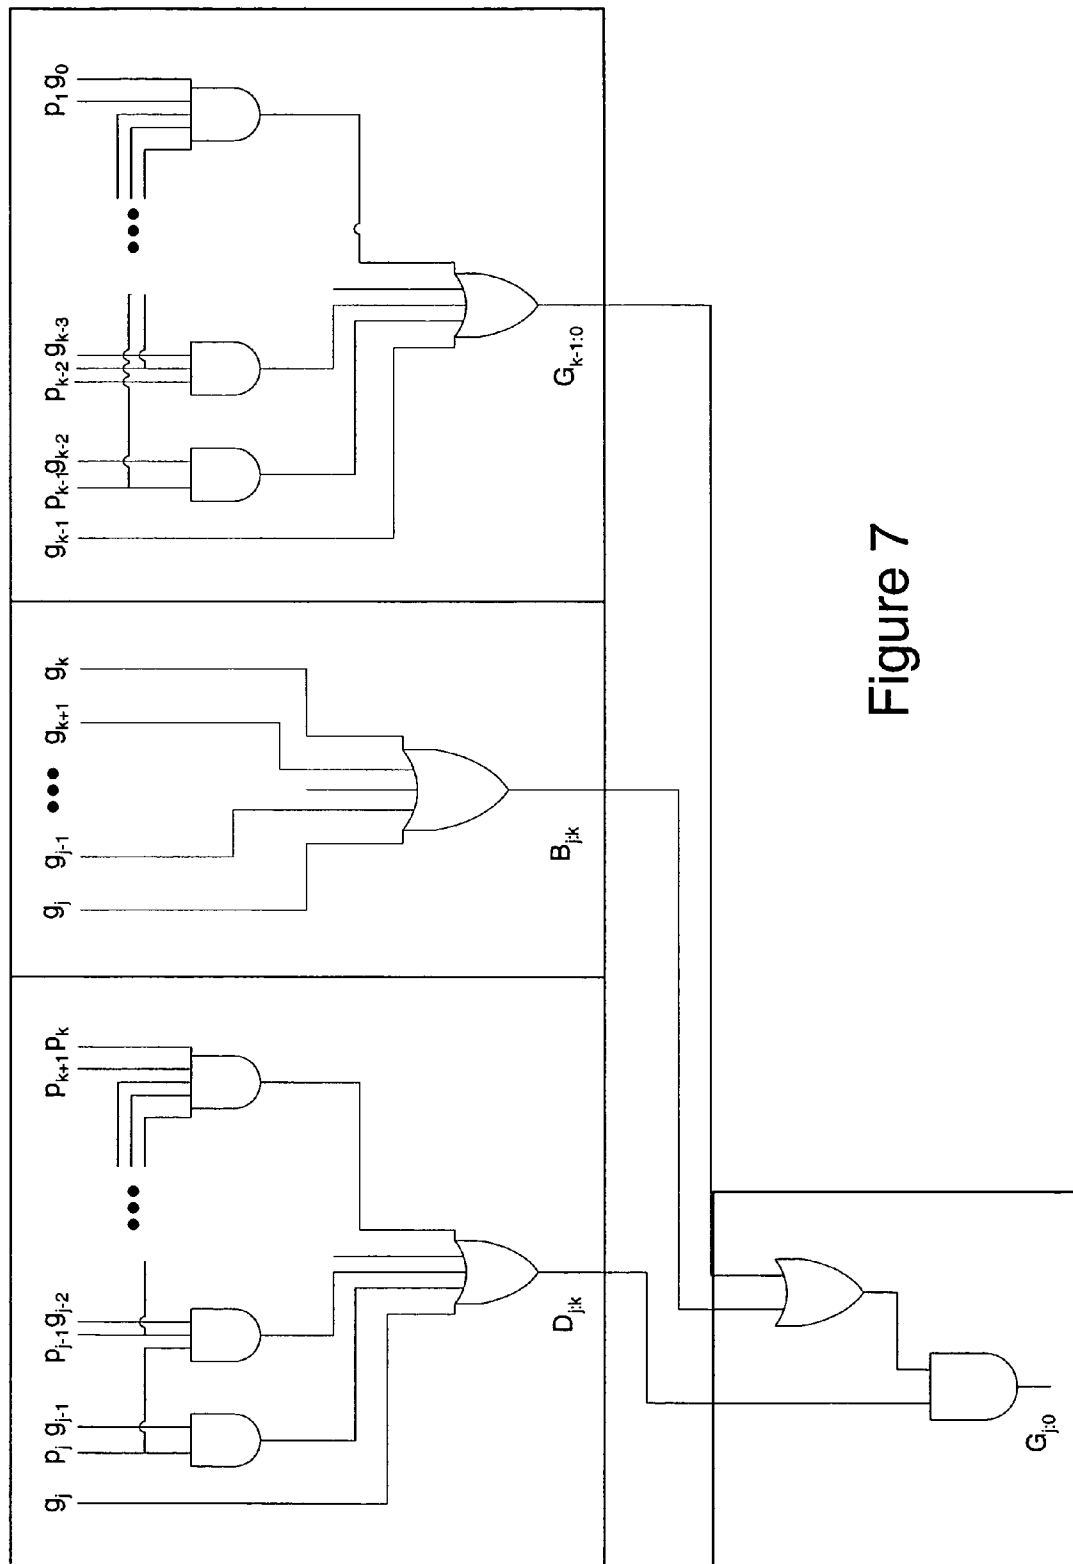 g_j p_j g_{j-1} p_{j-1} g_{j-2} ••• p_{k+1} p_k
D_{j:k}
g_j g_{j-1} ••• g_{k+1} g_k
B_{j:k}
g_{k-1} p_{k-1} g_{k-2} p_{k-2} g_{k-3} ••• p_1 g_0
G_{k-1:0}
G_{j:0}
Figure 7